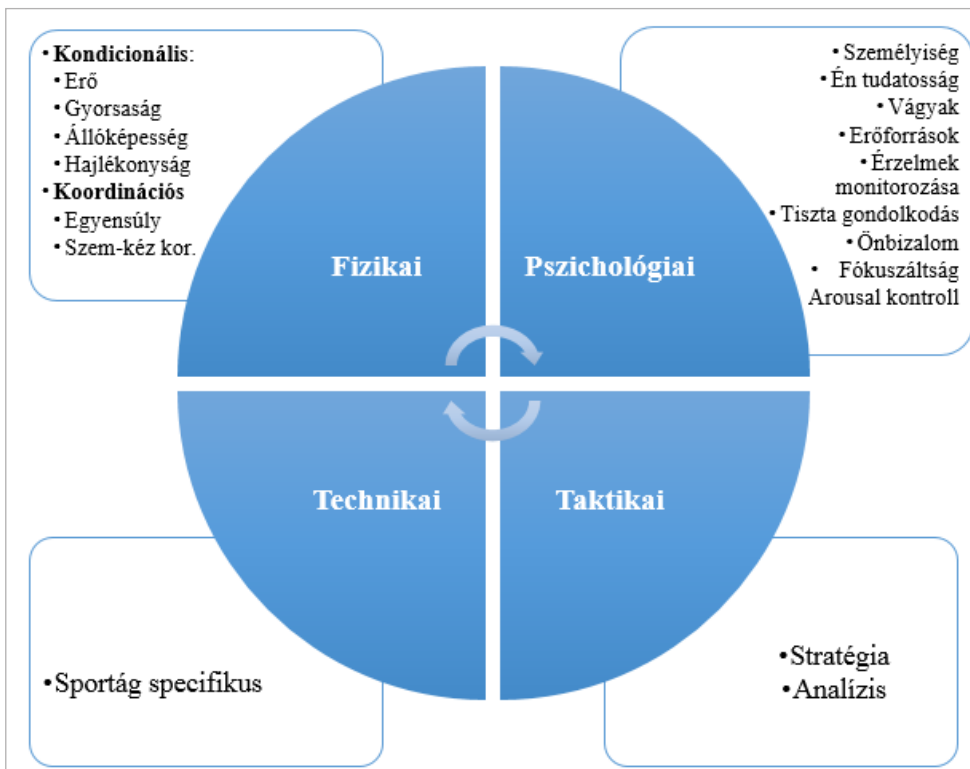 • Kondicionális:
• Erő
• Gyorsaság
• Állóképesség
• Hajlékonyság
• Koordinációs
• Egyensúly
• Szem-kéz kor.
• Személyiség
• Én tudatosság
• Vágyak
• Erőforrások
• Érzelmek
monitorozása
• Tiszta gondolkodás
• Önbizalom
• Fókuszáltság
Arousal kontroll
Fizikai
Pszichológiai
Technikai
Taktikai
• Sportág specifikus
• Stratégia
• Analízis